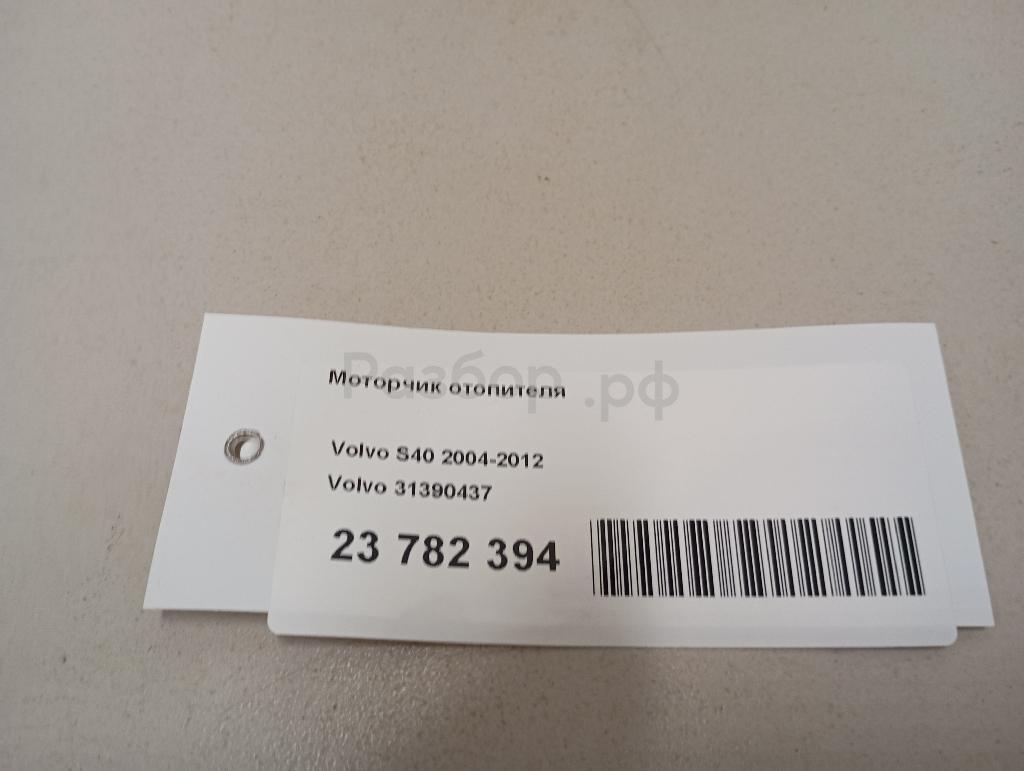 Разбор.рф
Моторчик отопителя
Volvo S40 2004-2012
Volvo 31390437
23 782 394